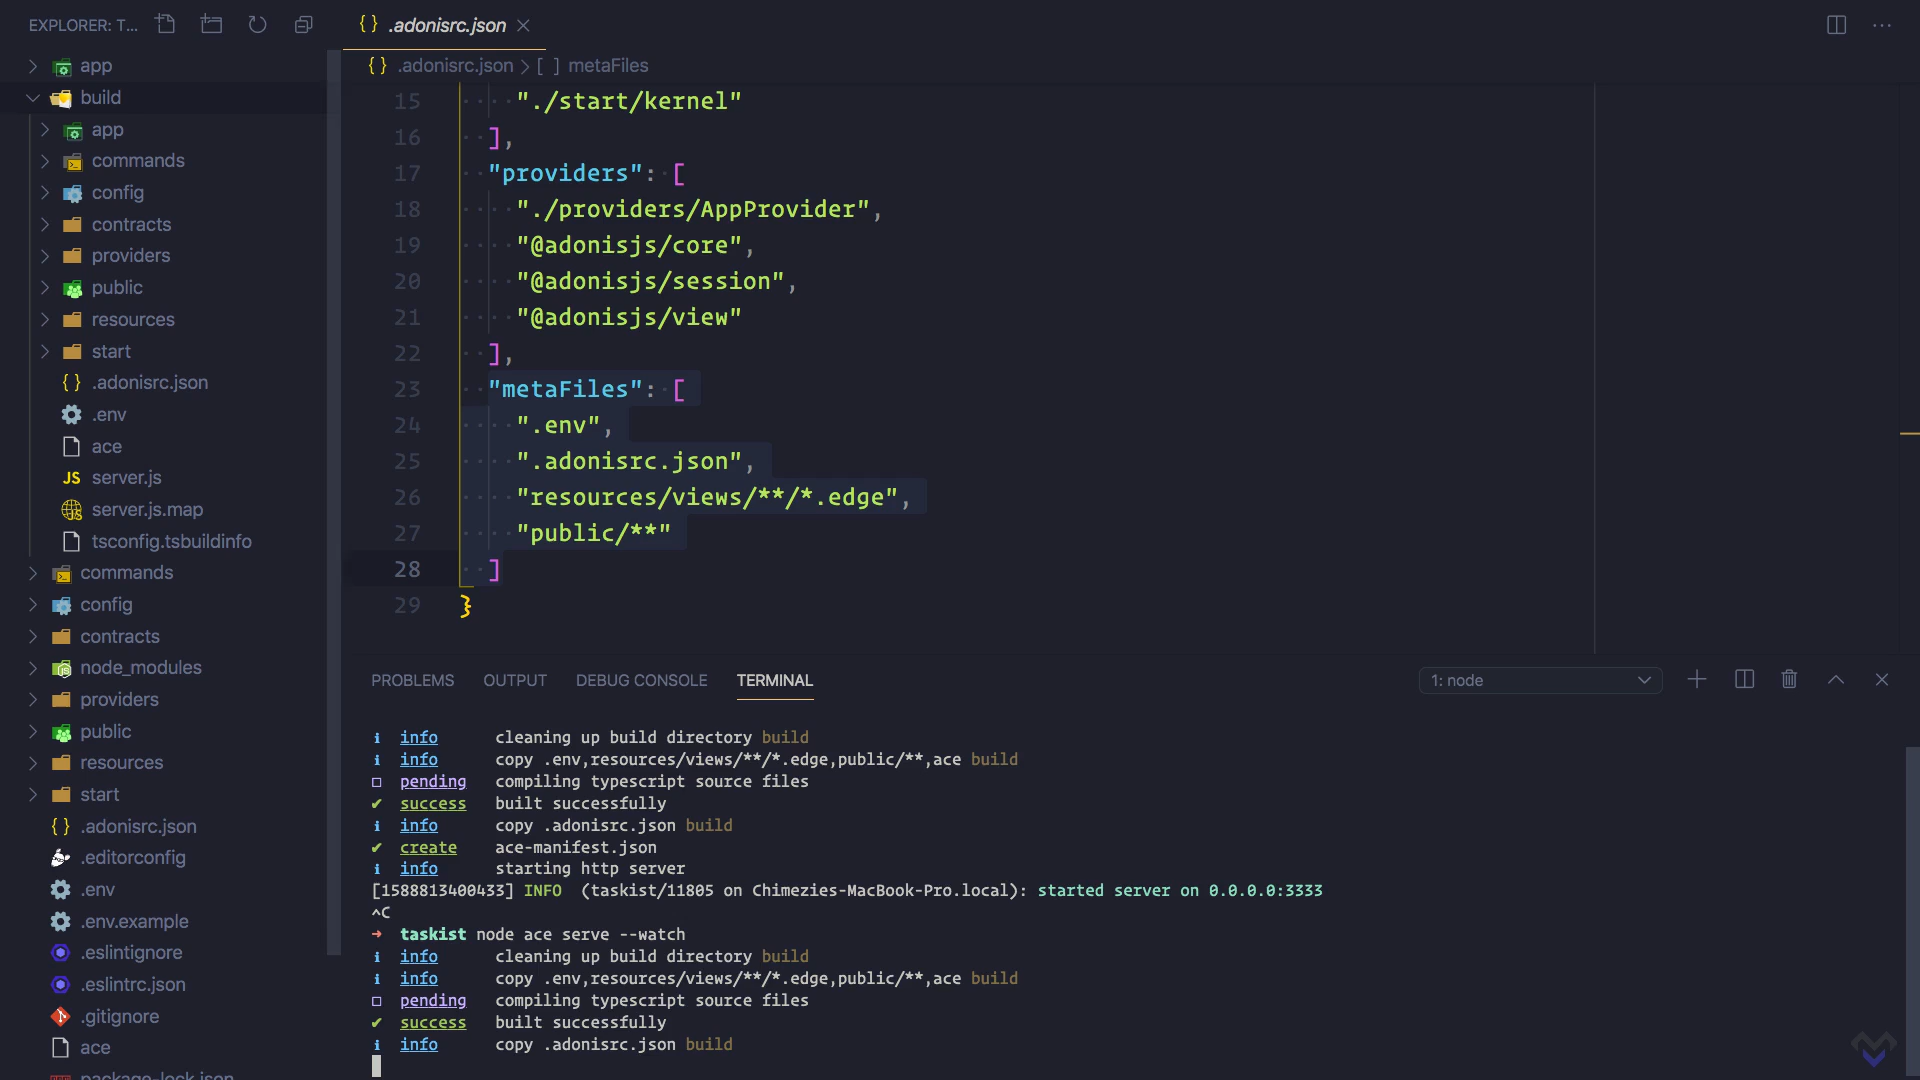 EXPLORER: T...
app
build
app
commands
config
contracts
providers
public
resources
start
{ } .adonisrc.json
.env
ace
JS server.js
server.js.map
tsconfig.tsbuildinfo
commands
config
contracts
node_modules
providers
public
resources
start
{ } .adonisrc.json
.editorconfig
.env
.env.example
.eslintignore
.eslintrc.json
.gitignore
ace
package-lock.json
{ } .adonisrc.json
{ } .adonisrc.json > [ ] metaFiles
15 "./start/kernel"
16 ],
17 "providers": [
18 "./providers/AppProvider",
19 "@adonisjs/core",
20 "@adonisjs/session",
21 "@adonisjs/view"
22 ],
23 "metaFiles": [
24 ".env",
25 ".adonisrc.json",
26 "resources/views/**/*.edge",
27 "public/**"
28 ]
29 }
PROBLEMS OUTPUT DEBUG CONSOLE TERMINAL 1: node
ℹ info cleaning up build directory build
ℹ info copy .env,resources/views/**/*.edge,public/**,ace build
☐ pending compiling typescript source files
✔ success built successfully
ℹ info copy .adonisrc.json build
✔ create ace-manifest.json
ℹ info starting http server
[1588813400433] INFO (taskist/11805 on Chimezies-MacBook-Pro.local): started server on 0.0.0.0:3333
^C
→ taskist node ace serve --watch
ℹ info cleaning up build directory build
ℹ info copy .env,resources/views/**/*.edge,public/**,ace build
☐ pending compiling typescript source files
✔ success built successfully
ℹ info copy .adonisrc.json build